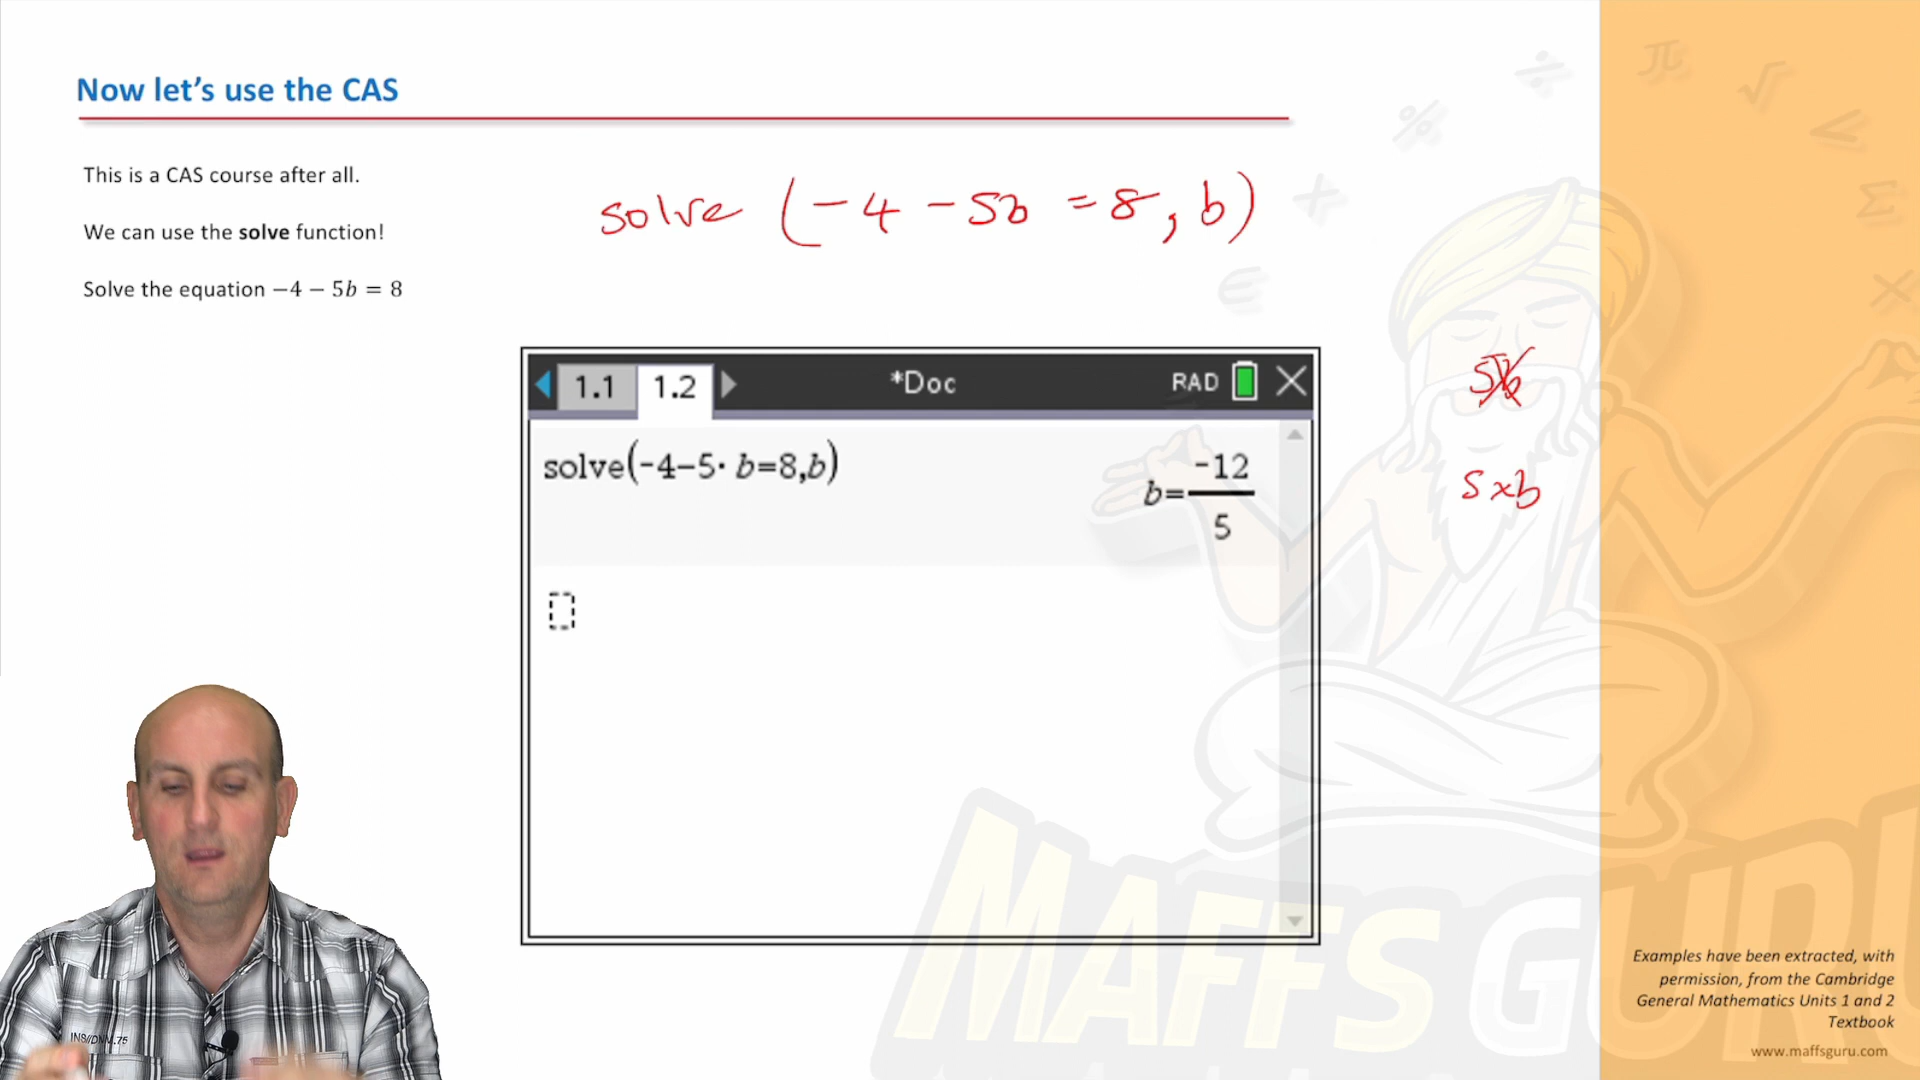 Now let's use the CAS
This is a CAS course after all.
We can use the solve function!
Solve the equation −4 − 5b = 8
solve (−4 − 5b = 8, b)
1.1
1.2
*Doc
RAD
solve(-4−5· b=8,b)
b=-12/5
5b
5×b
MAFFS GURU
INS//DNM.75
Examples have been extracted, with
permission, from the Cambridge
General Mathematics Units 1 and 2
Textbook
www.maffsguru.com